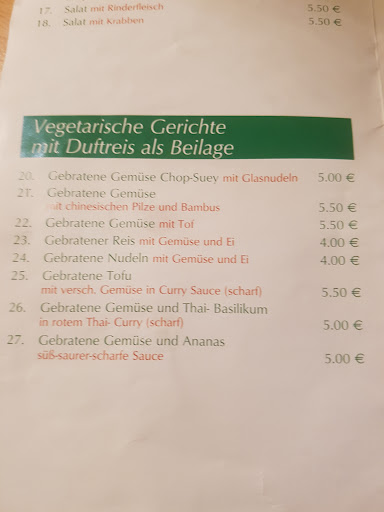 17. Salat mit Rinderfleisch 5.50 €
18. Salat mit Krabben 5.50 €
Vegetarische Gerichte
mit Duftreis als Beilage
20. Gebratene Gemüse Chop-Suey mit Glasnudeln 5.00 €
21. Gebratene Gemüse
mit chinesischen Pilze und Bambus 5.50 €
22. Gebratene Gemüse mit Tof 5.50 €
23. Gebratener Reis mit Gemüse und Ei 4.00 €
24. Gebratene Nudeln mit Gemüse und Ei 4.00 €
25. Gebratene Tofu
mit versch. Gemüse in Curry Sauce (scharf) 5.50 €
26. Gebratene Gemüse und Thai- Basilikum
in rotem Thai- Curry (scharf) 5.00 €
27. Gebratene Gemüse und Ananas
süß-saurer-scharfe Sauce 5.00 €